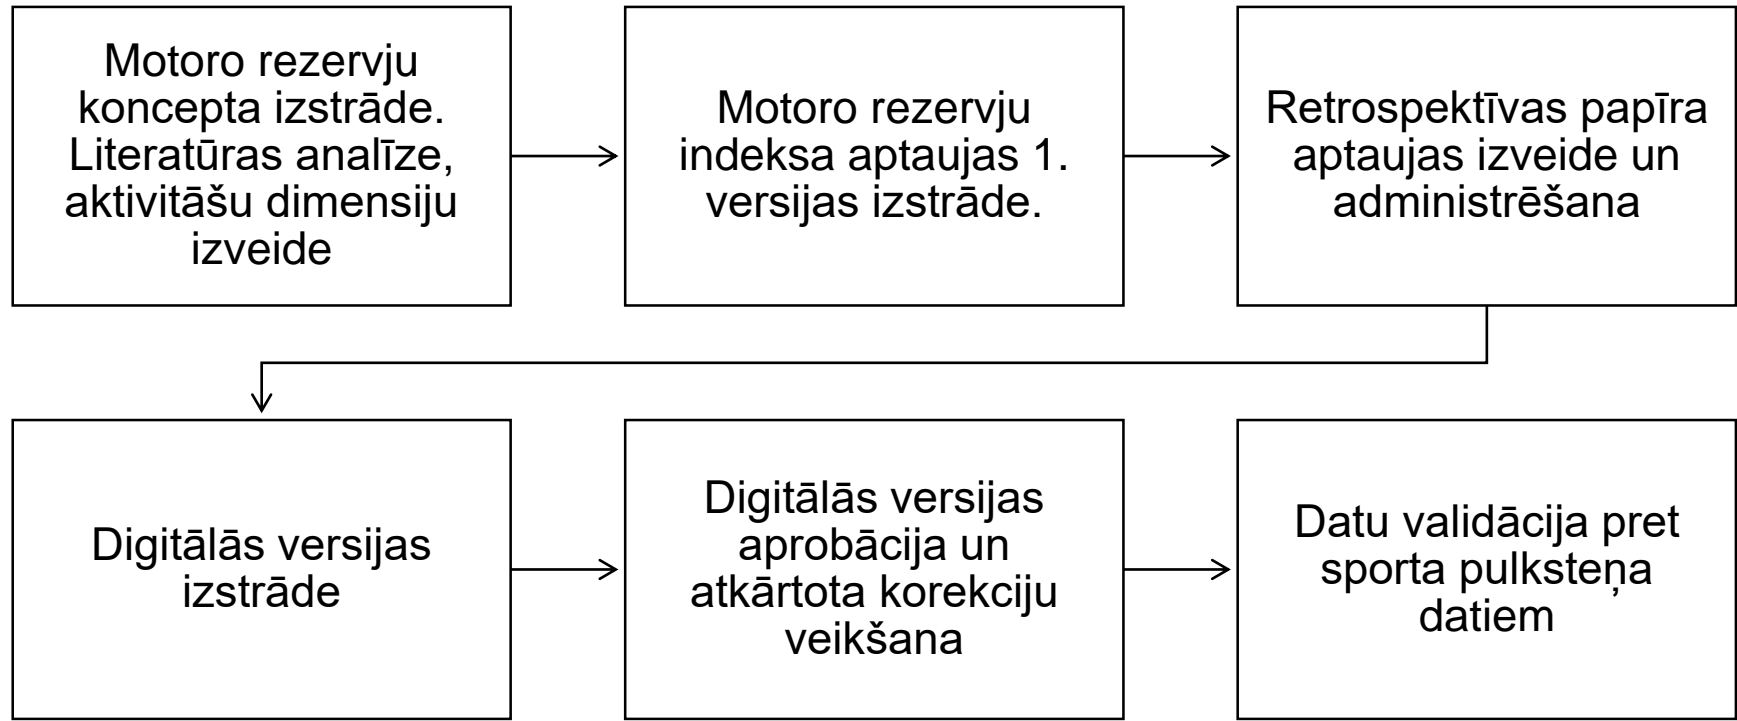 Motoro rezervju
koncepta izstrāde.
Literatūras analīze,
aktivitāšu dimensiju
izveide
Motoro rezervju
indeksa aptaujas 1.
versijas izstrāde.
Retrospektīvas papīra
aptaujas izveide un
administrēšana
Digitālās versijas
izstrāde
Digitālās versijas
aprobācija un
atkārtota korekciju
veikšana
Datu validācija pret
sporta pulksteņa
datiem